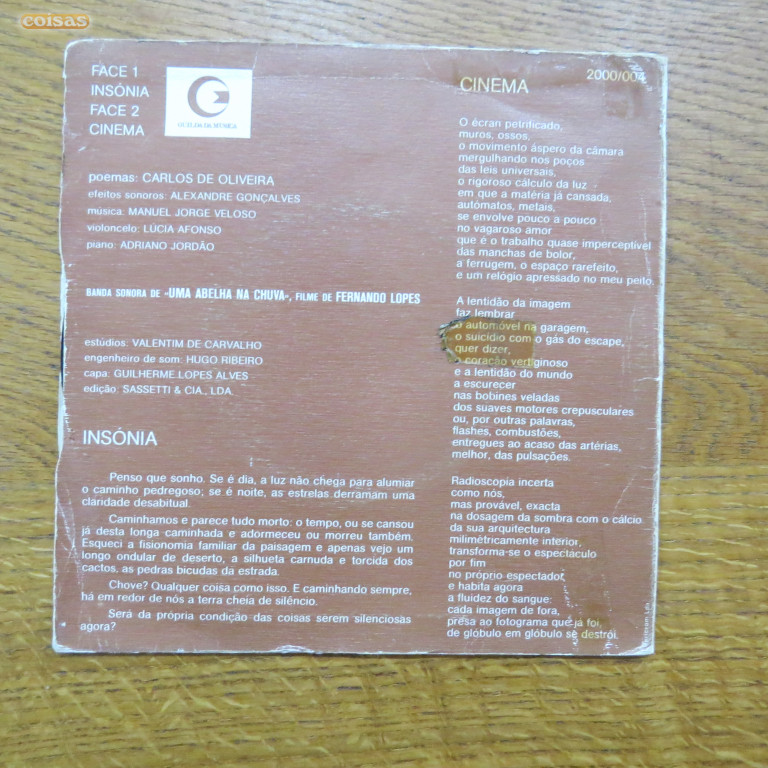 coisas
FACE 1
INSÓNIA
FACE 2
CINEMA
GUILDA DA MÚSICA
poemas: CARLOS DE OLIVEIRA
efeitos sonoros: ALEXANDRE GONÇALVES
música: MANUEL JORGE VELOSO
violoncelo: LÚCIA AFONSO
piano: ADRIANO JORDÃO
BANDA SONORA DE «UMA ABELHA NA CHUVA», FILME DE FERNANDO LOPES
estúdios: VALENTIM DE CARVALHO
engenheiro de som: HUGO RIBEIRO
capa: GUILHERME LOPES ALVES
edição: SASSETTI & CIA., LDA.
INSÓNIA
Penso que sonho. Se é dia, a luz não chega para alumiar
o caminho pedregoso; se é noite, as estrelas derramam uma
claridade desabitual.
Caminhamos e parece tudo morto: o tempo, ou se cansou
já desta longa caminhada e adormeceu ou morreu também.
Esqueci a fisionomia familiar da paisagem e apenas vejo um
longo ondular de deserto, a silhueta carnuda e torcida dos
cactos, as pedras bicudas da estrada.
Chove? Qualquer coisa como isso. E caminhando sempre,
há em redor de nós a terra cheia de silêncio.
Será da própria condição das coisas serem silenciosas
agora?
2000/004
CINEMA
O écran petrificado,
muros, ossos,
o movimento áspero da câmara
mergulhando nos poços
das leis universais,
o rigoroso cálculo da luz
em que a matéria já cansada,
autómatos, metais,
se envolve pouco a pouco
no vagaroso amor
que é o trabalho quase imperceptível
das manchas de bolor,
a ferrugem, o espaço rarefeito,
e um relógio apressado no meu peito.
A lentidão da imagem
faz lembrar
o automóvel na garagem,
o suicídio com o gás do escape,
quer dizer,
o coração vertiginoso
e a lentidão do mundo
a escurecer
nas bobines veladas
dos suaves motores crepusculares
ou, por outras palavras,
flashes, combustões,
entregues ao acaso das artérias,
melhor, das pulsações.
Radioscopia incerta
como nós,
mas provável, exacta
na dosagem da sombra com o cálcio
da sua arquitectura
milimètricamente interior,
transforma-se o espectáculo
por fim
no próprio espectador
e habita agora
a fluidez do sangue:
cada imagem de fora,
presa ao fotograma que já foi,
de glóbulo em glóbulo se destrói.